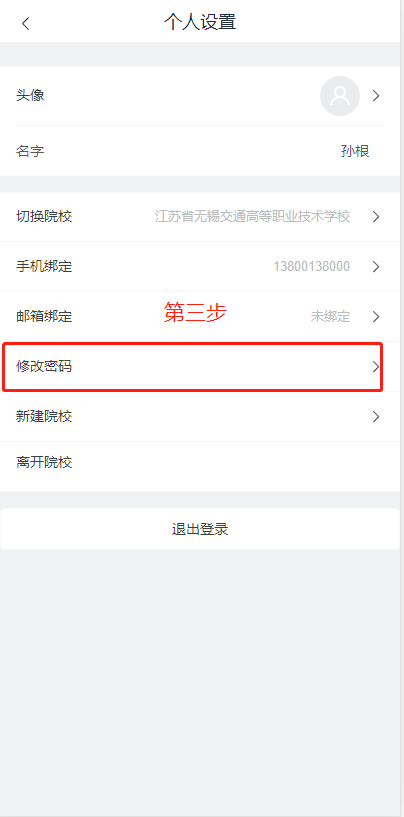 个人设置
头像
名字 孙根
切换院校 江苏省无锡交通高等职业技术学校
手机绑定 13800138000
第三步
邮箱绑定 未绑定
修改密码
新建院校
离开院校
退出登录